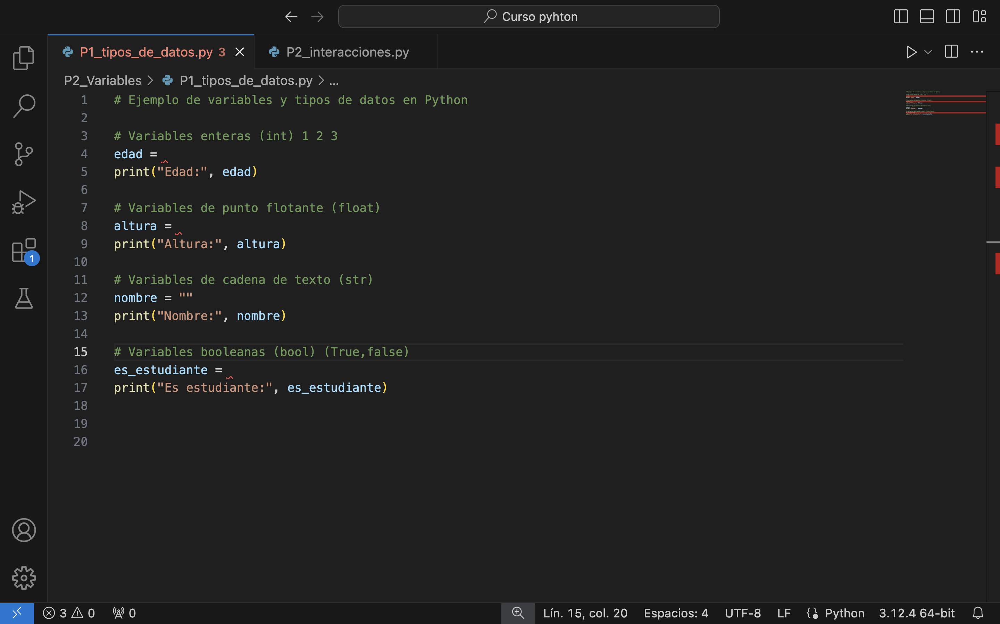 Curso pyhton
P1_tipos_de_datos.py 3
P2_interacciones.py
P2_Variables > P1_tipos_de_datos.py > ...
1 # Ejemplo de variables y tipos de datos en Python
2
3 # Variables enteras (int) 1 2 3
4 edad =
5 print("Edad:", edad)
6
7 # Variables de punto flotante (float)
8 altura =
9 print("Altura:", altura)
10
11 # Variables de cadena de texto (str)
12 nombre = ""
13 print("Nombre:", nombre)
14
15 # Variables booleanas (bool) (True,false)
16 es_estudiante =
17 print("Es estudiante:", es_estudiante)
18
19
20
1
3 0 0 Lín. 15, col. 20 Espacios: 4 UTF-8 LF Python 3.12.4 64-bit